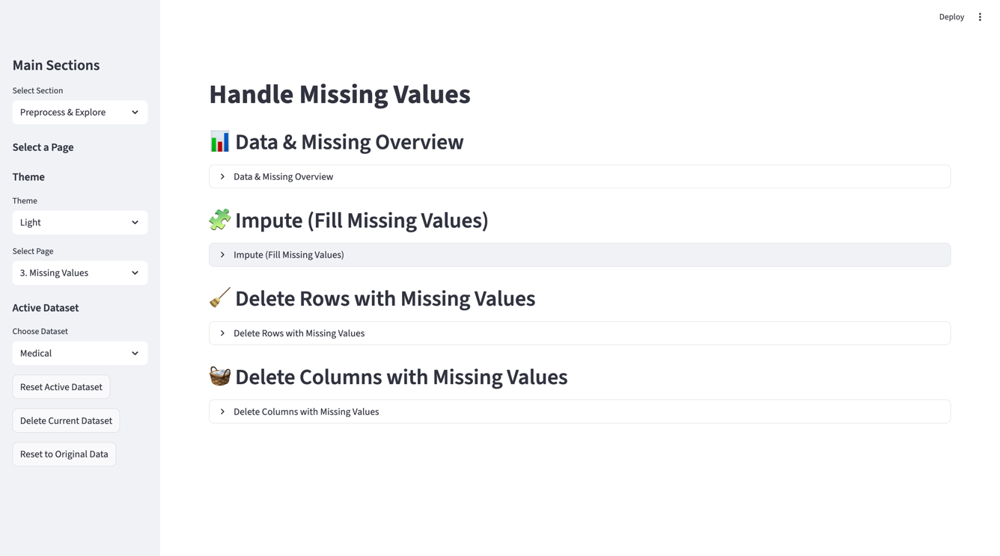 Deploy
Main Sections
Select Section
Preprocess & Explore
Select a Page
Theme
Theme
Light
Select Page
3. Missing Values
Active Dataset
Choose Dataset
Medical
Reset Active Dataset
Delete Current Dataset
Reset to Original Data
Handle Missing Values
Data & Missing Overview
Data & Missing Overview
Impute (Fill Missing Values)
Impute (Fill Missing Values)
Delete Rows with Missing Values
Delete Rows with Missing Values
Delete Columns with Missing Values
Delete Columns with Missing Values